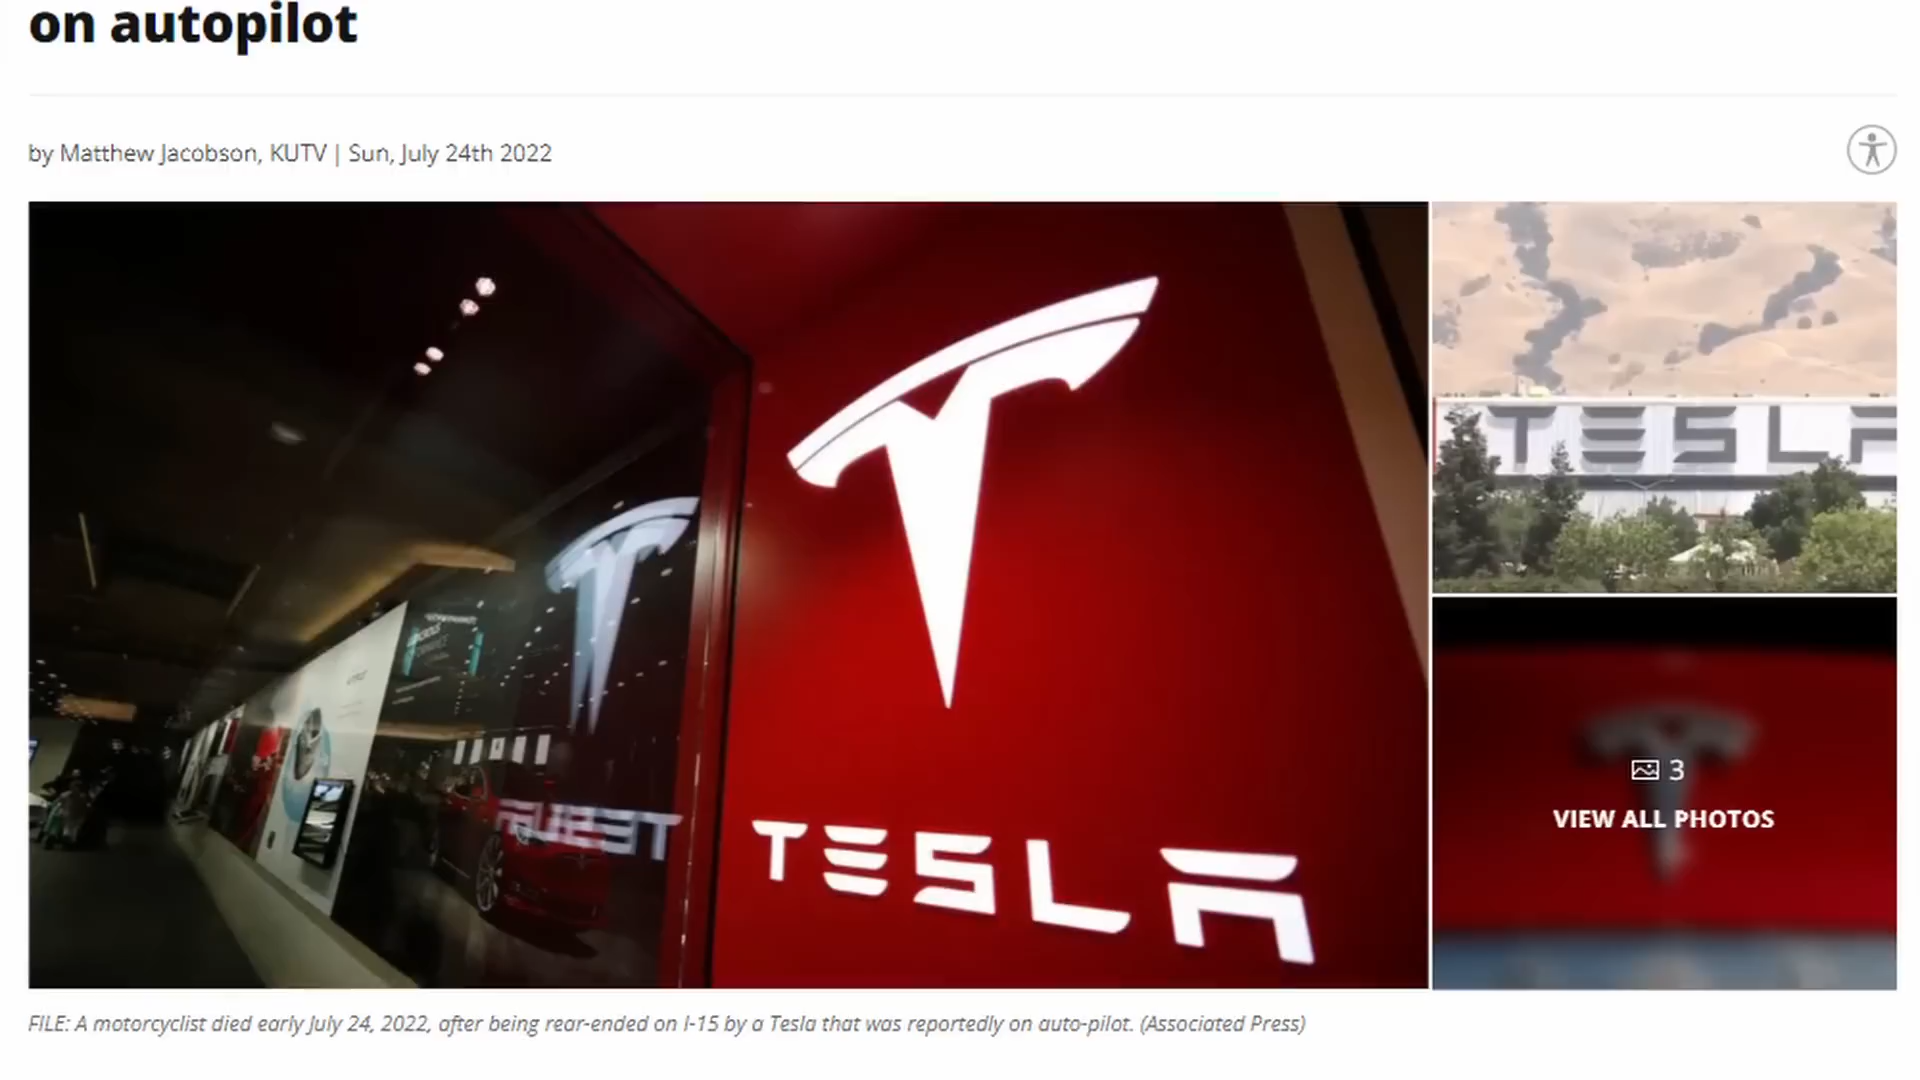 on autopilot
by Matthew Jacobson, KUTV | Sun, July 24th 2022
TESLA
TESLA
3
VIEW ALL PHOTOS
FILE: A motorcyclist died early July 24, 2022, after being rear-ended on I-15 by a Tesla that was reportedly on auto-pilot. (Associated Press)